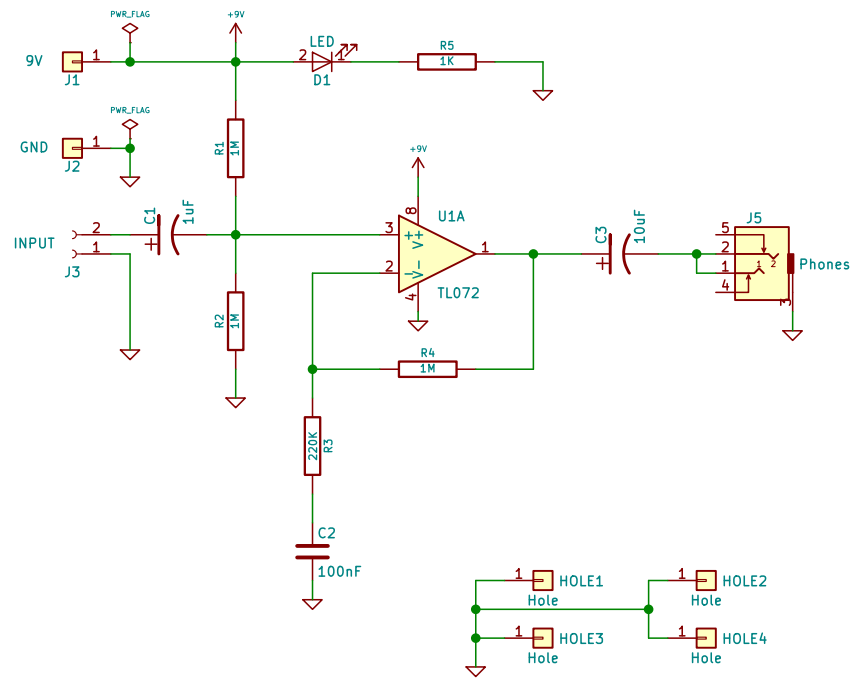 PWR_FLAG
+9V
9V
1
J1
2
LED
1
D1
R5
1K
PWR_FLAG
GND
1
J2
R1
1M
+9V
INPUT
2
1
J3
C1
1uF
3
2
8
U1A
+
V+
-
V-
4
TL072
1
C3
10uF
J5
5
2
1
4
1
2
3
Phones
R2
1M
R4
1M
220K
R3
C2
100nF
1
HOLE1
Hole
1
HOLE2
Hole
1
HOLE3
Hole
1
HOLE4
Hole